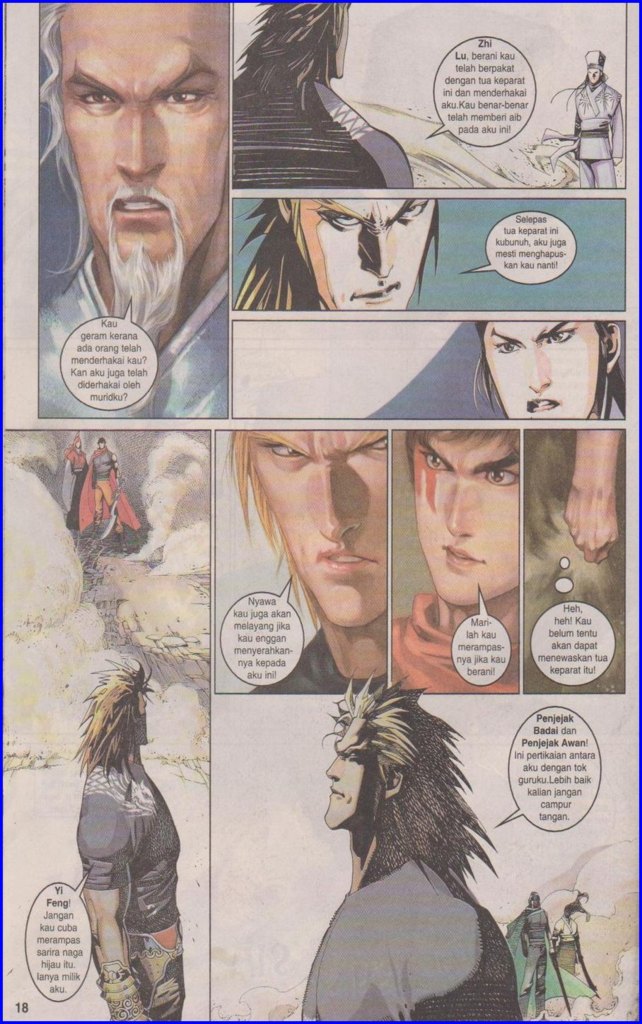 Kau
geram kerana
ada orang telah
menderhakai kau?
Kan aku juga telah
diderhakai oleh
muridku?
Zhi
Lu, berani kau
telah berpakat
dengan tua keparat
ini dan menderhakai
aku.Kau benar-benar
telah memberi aib
pada aku ini!
Selepas
tua keparat ini
kubunuh, aku juga
mesti menghapus-
kan kau nanti!
Yi
Feng!
Jangan
kau cuba
merampas
sarira naga
hijau itu.
Ianya milik
aku.
Nyawa
kau juga akan
melayang jika
kau enggan
menyerahkan-
nya kepada
aku ini!
Mari-
lah kau
merampas-
nya jika kau
berani!
Heh,
heh! Kau
belum tentu
akan dapat
menewaskan tua
keparat itu!
Penjejak
Badai dan
Penjejak Awan!
Ini pertikaian antara
aku dengan tok
guruku.Lebih baik
kalian jangan
campur
tangan.
18